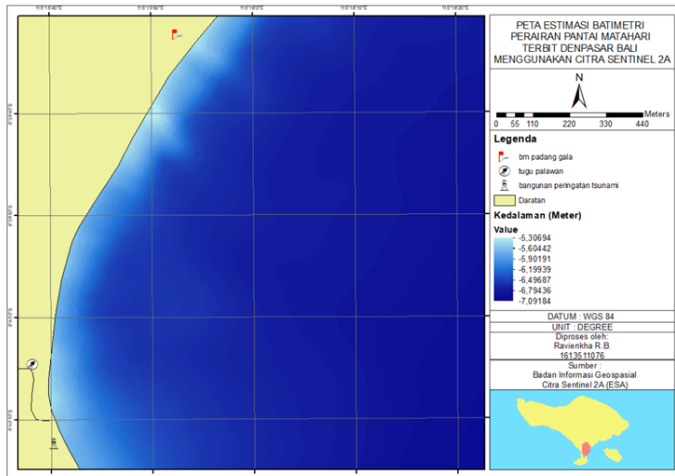 PETA ESTIMASI BATIMETRI
PERAIRAN PANTAI MATAHARI
TERBIT DENPASAR BALI
MENGGUNAKAN CITRA SENTINEL 2A
N
Meters
0 55 110 220 330 440
Legenda
bm padang gala
tugu palawan
bangunan peringatan tsunami
Daratan
Kedalaman (Meter)
Value
-5,30694
-5,60442
-5,90191
-6,19939
-6,49687
-6,79436
-7,09184
DATUM : WGS 84
UNIT : DEGREE
Diproses oleh:
Ravienkha R.B.
1613511076
Sumber :
Badan Informasi Geospasial
Citra Sentinel 2A (ESA)